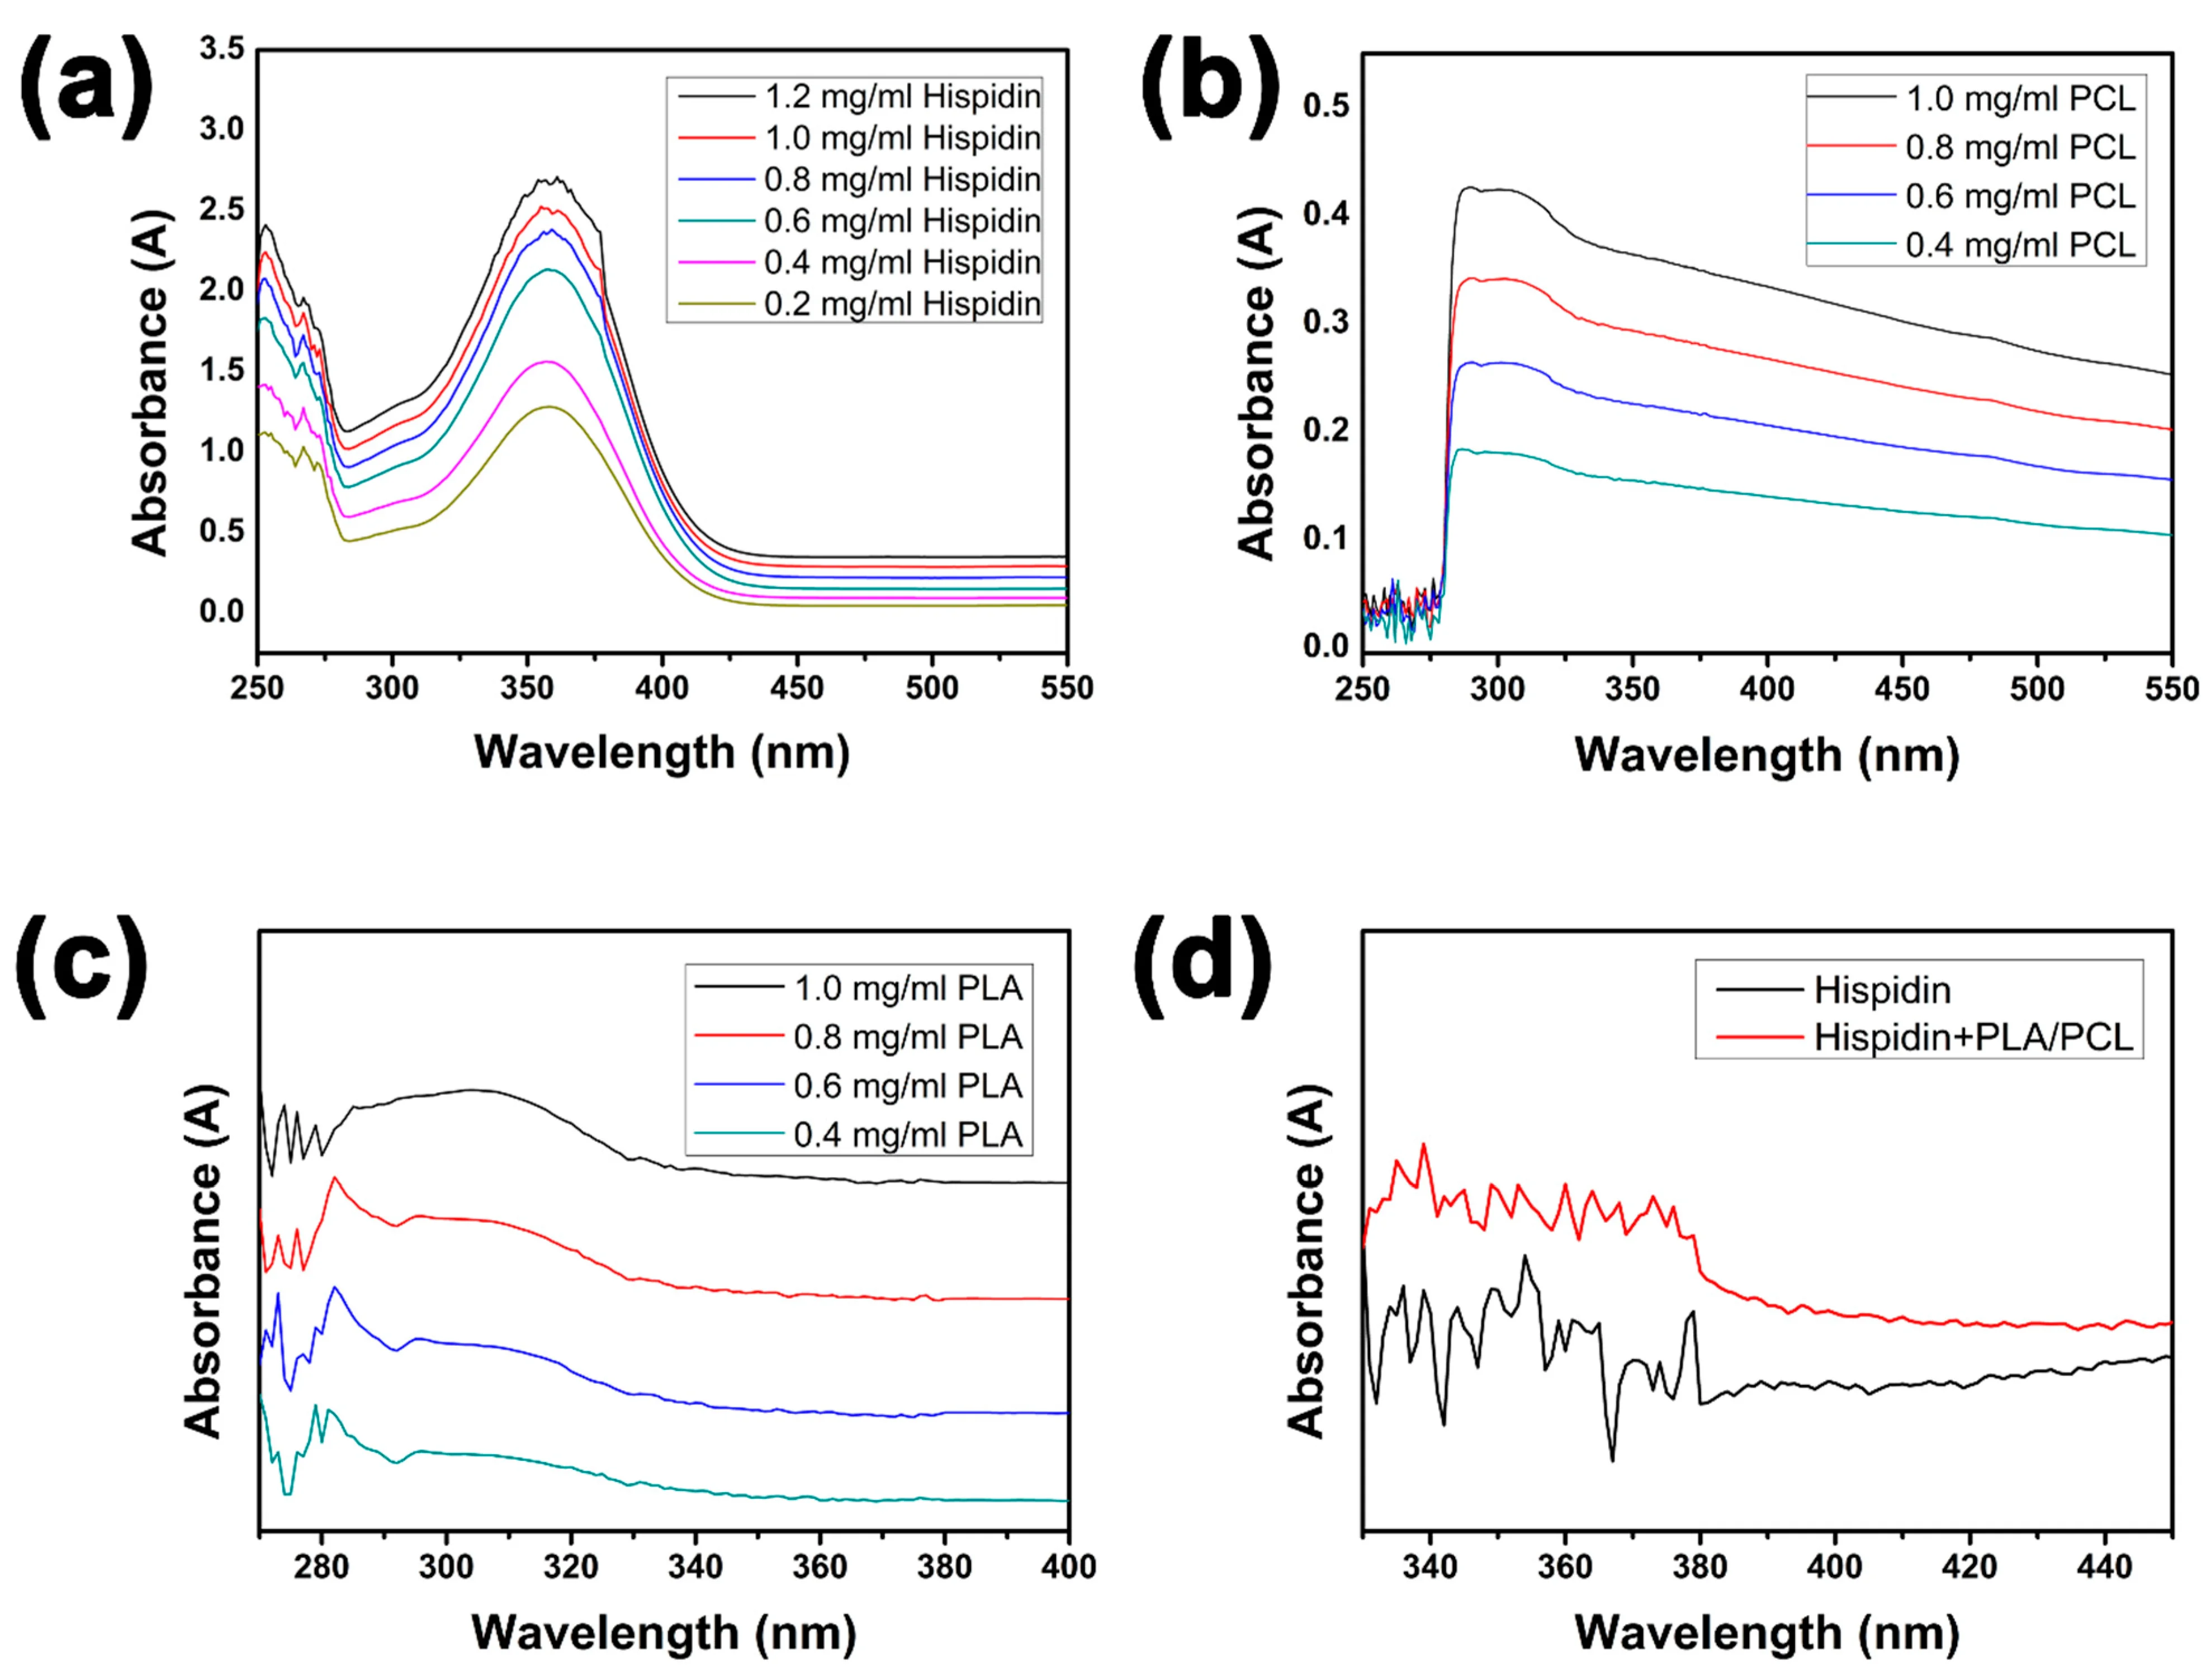 (a)
3.5
3.0
2.5
2.0
1.5
1.0
0.5
0.0
Absorbance (A)
1.2 mg/ml Hispidin
1.0 mg/ml Hispidin
0.8 mg/ml Hispidin
0.6 mg/ml Hispidin
0.4 mg/ml Hispidin
0.2 mg/ml Hispidin
250 300 350 400 450 500 550
Wavelength (nm)
(b)
0.5
0.4
0.3
0.2
0.1
0.0
Absorbance (A)
1.0 mg/ml PCL
0.8 mg/ml PCL
0.6 mg/ml PCL
0.4 mg/ml PCL
250 300 350 400 450 500 550
Wavelength (nm)
(c)
Absorbance (A)
1.0 mg/ml PLA
0.8 mg/ml PLA
0.6 mg/ml PLA
0.4 mg/ml PLA
280 300 320 340 360 380 400
Wavelength (nm)
(d)
Absorbance (A)
Hispidin
Hispidin+PLA/PCL
340 360 380 400 420 440
Wavelength (nm)